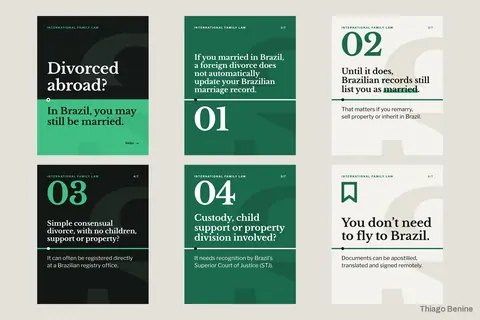 INTERNATIONAL FAMILY LAW
Divorced
abroad?
In Brazil, you may
still be married.
INTERNATIONAL FAMILY LAW
If you married in Brazil,
a foreign divorce does
not automatically
update your Brazilian
marriage record.
01
INTERNATIONAL FAMILY LAW
02
Until it does,
Brazilian records still
list you as married.
That matters if you remarry,
sell property or inherit in Brazil.
INTERNATIONAL FAMILY LAW
03
Simple consensual
divorce, with no children,
support or property?
It can often be registered directly
at a Brazilian registry office.
INTERNATIONAL FAMILY LAW
04
Custody, child
support or property
division involved?
It needs recognition by Brazil's
Superior Court of Justice (STJ).
INTERNATIONAL FAMILY LAW
You don't need
to fly to Brazil.
Documents can be apostilled,
translated and signed remotely.
Thiago Benine